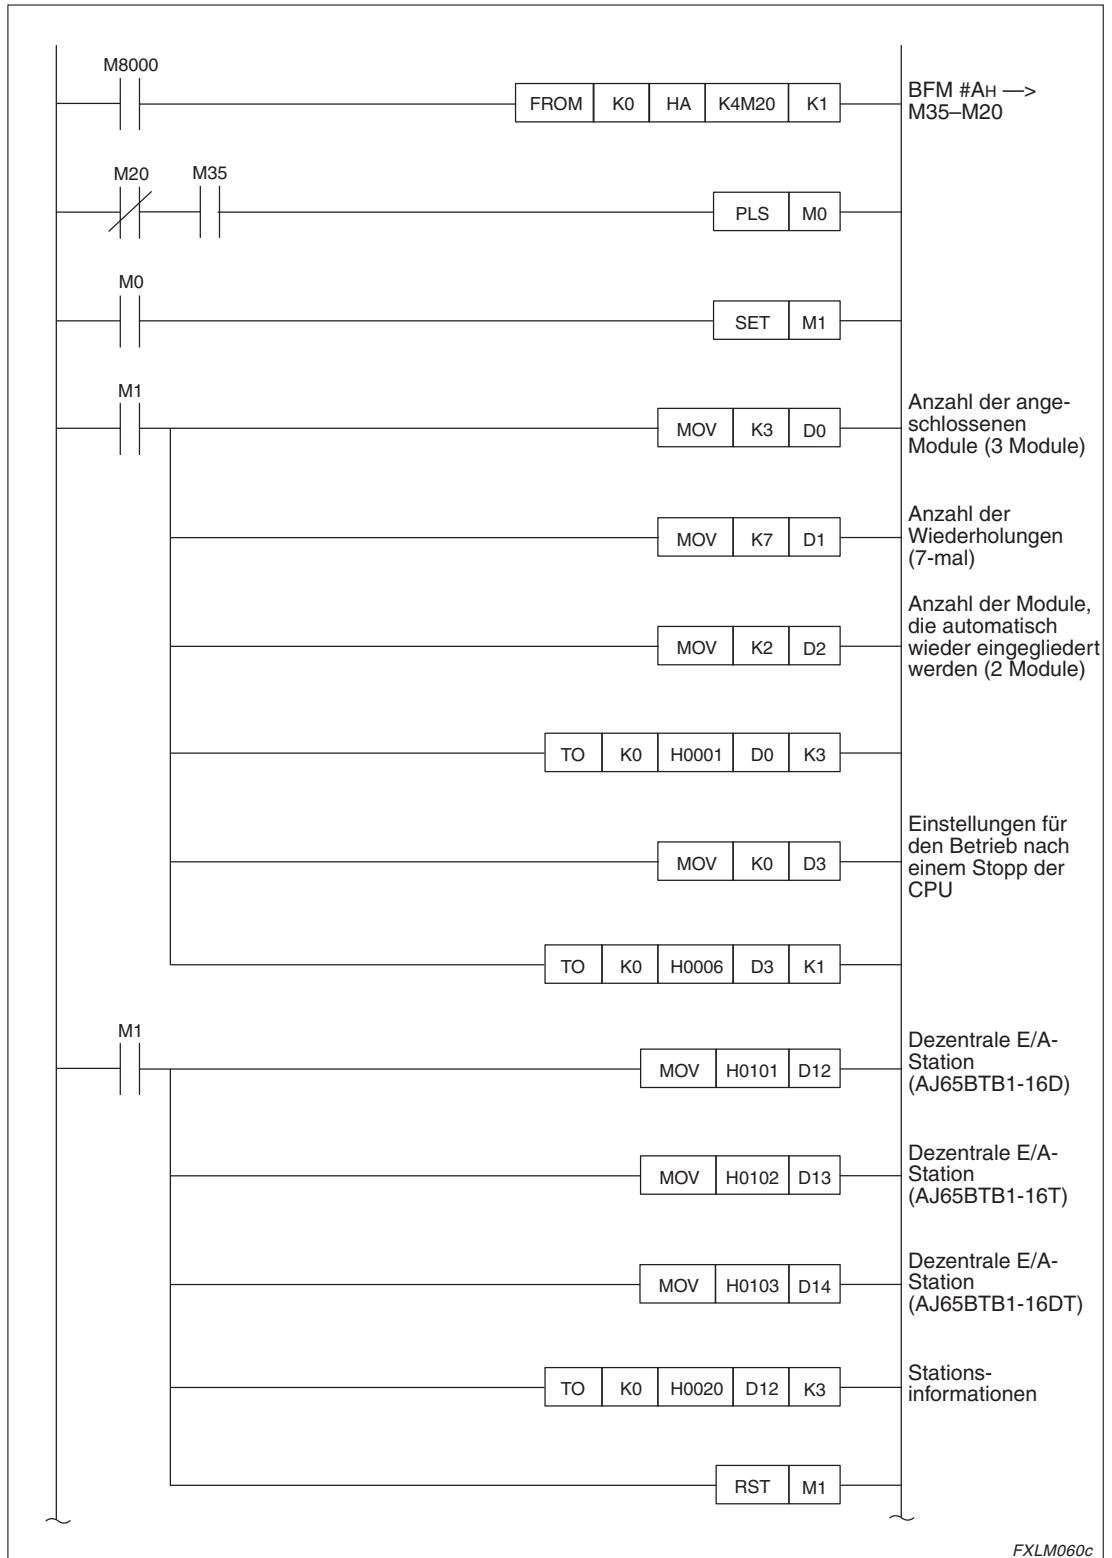 M8000
FROM K0 HA K4M20 K1
BFM #AH —>
M35–M20
M20 M35
PLS M0
M0
SET M1
M1
MOV K3 D0
Anzahl der ange-
schlossenen
Module (3 Module)
MOV K7 D1
Anzahl der
Wiederholungen
(7-mal)
MOV K2 D2
Anzahl der Module,
die automatisch
wieder eingegliedert
werden (2 Module)
TO K0 H0001 D0 K3
MOV K0 D3
Einstellungen für
den Betrieb nach
einem Stopp der
CPU
TO K0 H0006 D3 K1
M1
MOV H0101 D12
Dezentrale E/A-
Station
(AJ65BTB1-16D)
MOV H0102 D13
Dezentrale E/A-
Station
(AJ65BTB1-16T)
MOV H0103 D14
Dezentrale E/A-
Station
(AJ65BTB1-16DT)
TO K0 H0020 D12 K3
Stations-
informationen
RST M1
FXLM060c